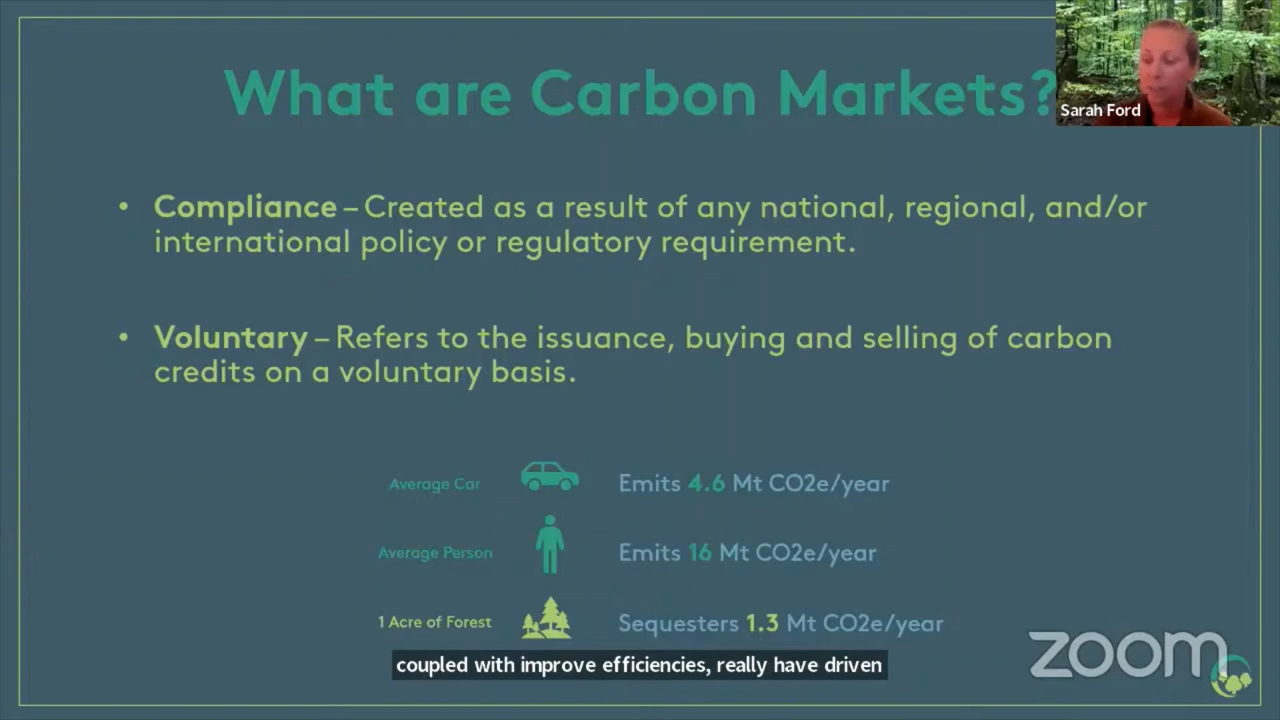 What are Carbon Markets?
Sarah Ford
• Compliance – Created as a result of any national, regional, and/or
international policy or regulatory requirement.
• Voluntary – Refers to the issuance, buying and selling of carbon
credits on a voluntary basis.
Average Car Emits 4.6 Mt CO2e/year
Average Person Emits 16 Mt CO2e/year
1 Acre of Forest Sequesters 1.3 Mt CO2e/year
coupled with improve efficiencies, really have driven
zoom